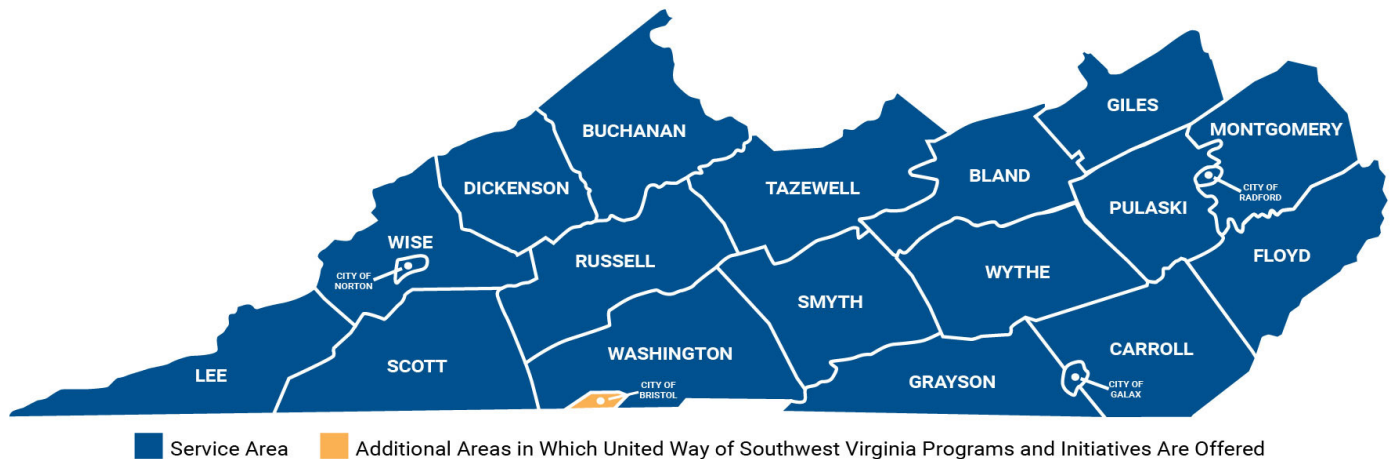 GILES
MONTGOMERY
BUCHANAN
BLAND
DICKENSON
TAZEWELL
CITY OF
RADFORD
PULASKI
WISE
FLOYD
RUSSELL
CITY OF
NORTON
WYTHE
SMYTH
CARROLL
WASHINGTON
SCOTT
LEE
GRAYSON
CITY OF
BRISTOL
CITY OF
GALAX
Service Area
Additional Areas in Which United Way of Southwest Virginia Programs and Initiatives Are Offered